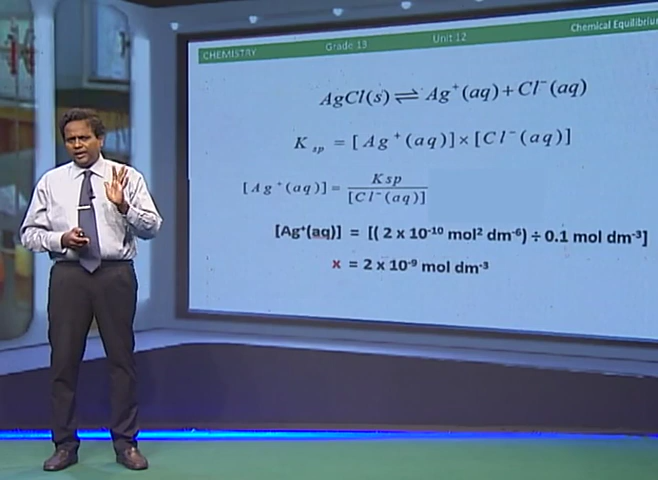 CHEMISTRY Grade 13 Unit 12 Chemical Equilibrium
AgCl(s) ⇌ Ag⁺(aq) + Cl⁻(aq)
K sp = [Ag⁺(aq)] × [Cl⁻(aq)]
[Ag⁺(aq)] = Ksp / [Cl⁻(aq)]
[Ag⁺(aq)] = [( 2 x 10⁻¹⁰ mol² dm⁻⁶) ÷ 0.1 mol dm⁻³]
x = 2 x 10⁻⁹ mol dm⁻³